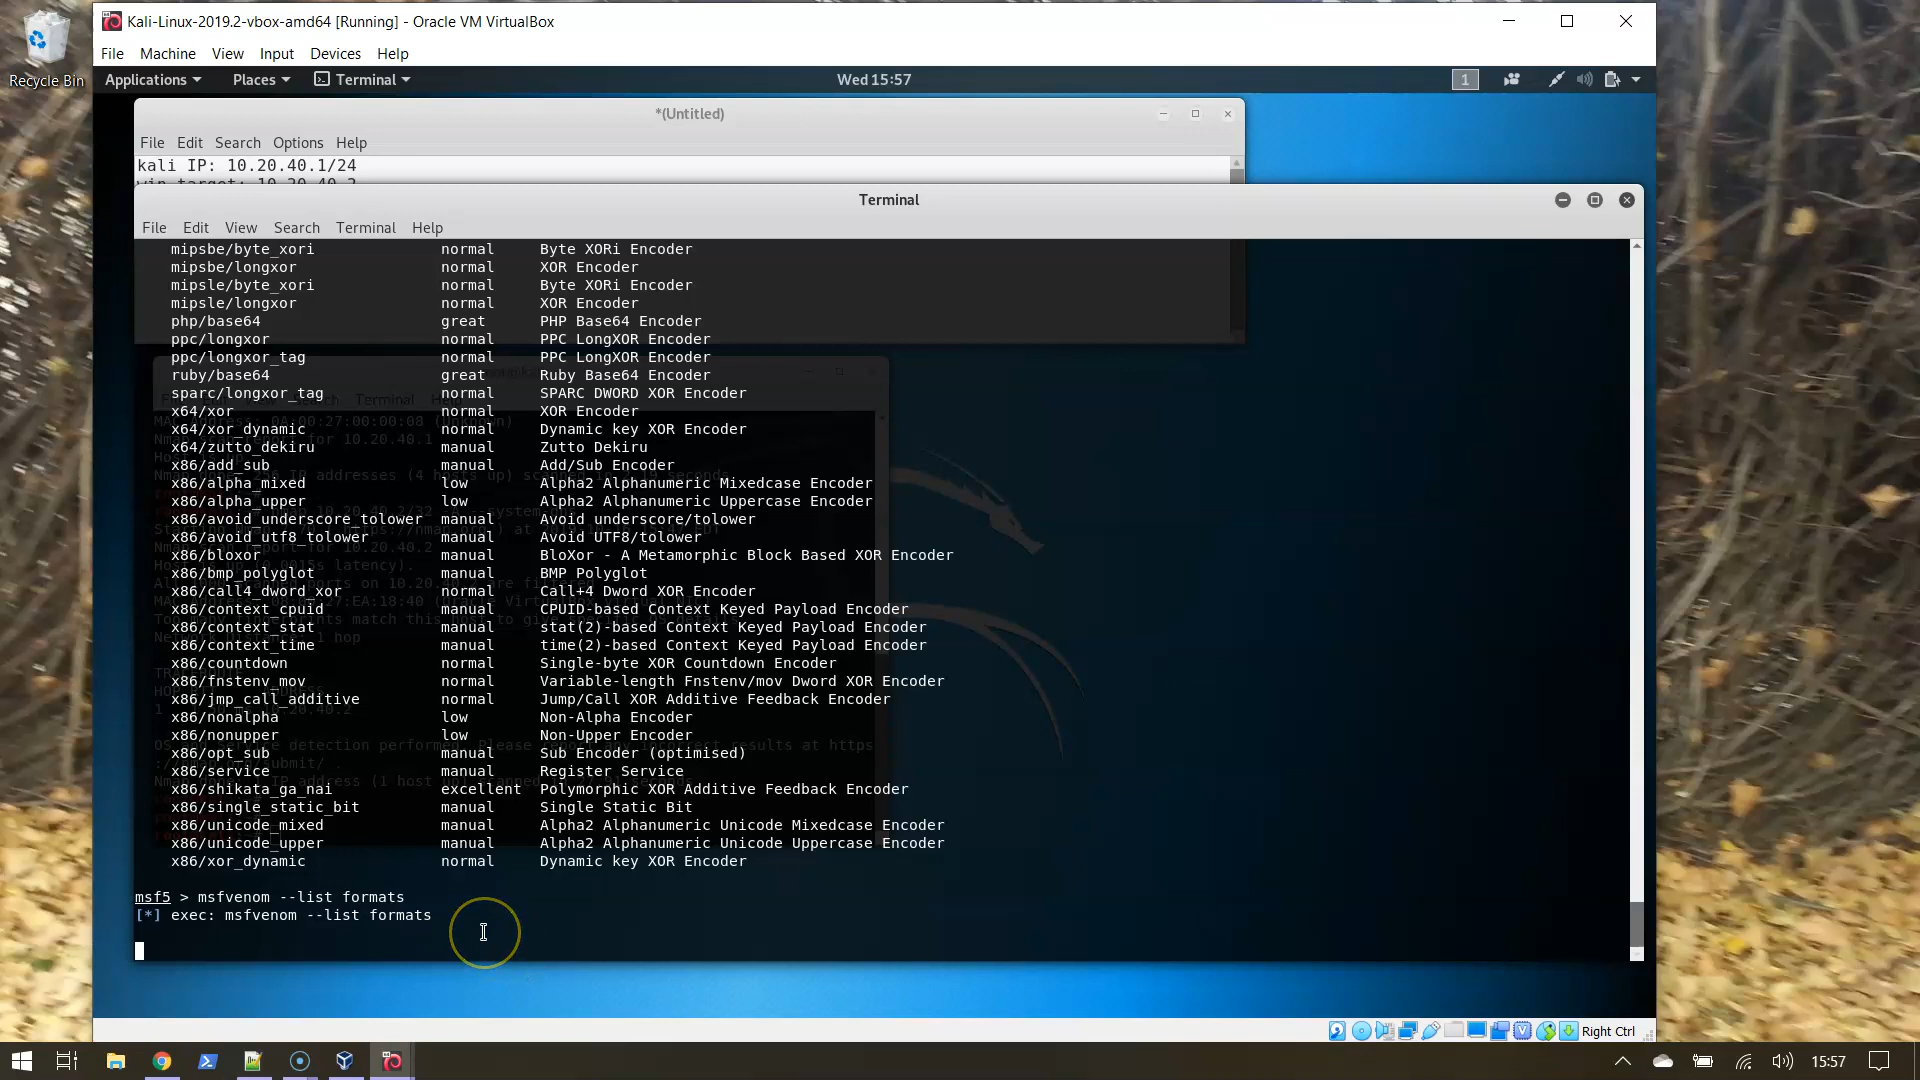 Kali-Linux-2019.2-vbox-amd64 [Running] - Oracle VM VirtualBox
File Machine View Input Devices Help
Recycle Bin
Applications Places Terminal Wed 15:57 1
*(Untitled)
File Edit Search Options Help
kali IP: 10.20.40.1/24
Terminal
File Edit View Search Terminal Help
mipsbe/byte_xori normal Byte XORi Encoder
mipsbe/longxor normal XOR Encoder
mipsle/byte_xori normal Byte XORi Encoder
mipsle/longxor normal XOR Encoder
php/base64 great PHP Base64 Encoder
ppc/longxor normal PPC LongXOR Encoder
ppc/longxor_tag normal PPC LongXOR Encoder
ruby/base64 great Ruby Base64 Encoder
sparc/longxor_tag normal SPARC DWORD XOR Encoder
x64/xor normal XOR Encoder
x64/xor_dynamic normal Dynamic key XOR Encoder
x64/zutto_dekiru manual Zutto Dekiru
x86/add_sub manual Add/Sub Encoder
x86/alpha_mixed low Alpha2 Alphanumeric Mixedcase Encoder
x86/alpha_upper low Alpha2 Alphanumeric Uppercase Encoder
x86/avoid_underscore_tolower manual Avoid underscore/tolower
x86/avoid_utf8_tolower manual Avoid UTF8/tolower
x86/bloxor manual BloXor - A Metamorphic Block Based XOR Encoder
x86/bmp_polyglot manual BMP Polyglot
x86/call4_dword_xor normal Call+4 Dword XOR Encoder
x86/context_cpuid manual CPUID-based Context Keyed Payload Encoder
x86/context_stat manual stat(2)-based Context Keyed Payload Encoder
x86/context_time manual time(2)-based Context Keyed Payload Encoder
x86/countdown normal Single-byte XOR Countdown Encoder
x86/fnstenv_mov normal Variable-length Fnstenv/mov Dword XOR Encoder
x86/jmp_call_additive normal Jump/Call XOR Additive Feedback Encoder
x86/nonalpha low Non-Alpha Encoder
x86/nonupper low Non-Upper Encoder
x86/opt_sub manual Sub Encoder (optimised)
x86/service manual Register Service
x86/shikata_ga_nai excellent Polymorphic XOR Additive Feedback Encoder
x86/single_static_bit manual Single Static Bit
x86/unicode_mixed manual Alpha2 Alphanumeric Unicode Mixedcase Encoder
x86/unicode_upper manual Alpha2 Alphanumeric Unicode Uppercase Encoder
x86/xor_dynamic normal Dynamic key XOR Encoder
msf5 > msfvenom --list formats
[*] exec: msfvenom --list formats
Right Ctrl
15:57